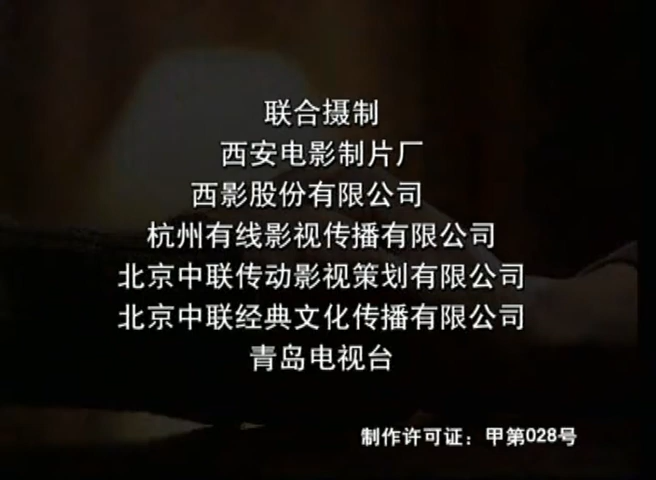 联合摄制
西安电影制片厂
西影股份有限公司
杭州有线影视传播有限公司
北京中联传动影视策划有限公司
北京中联经典文化传播有限公司
青岛电视台
制作许可证：甲第028号